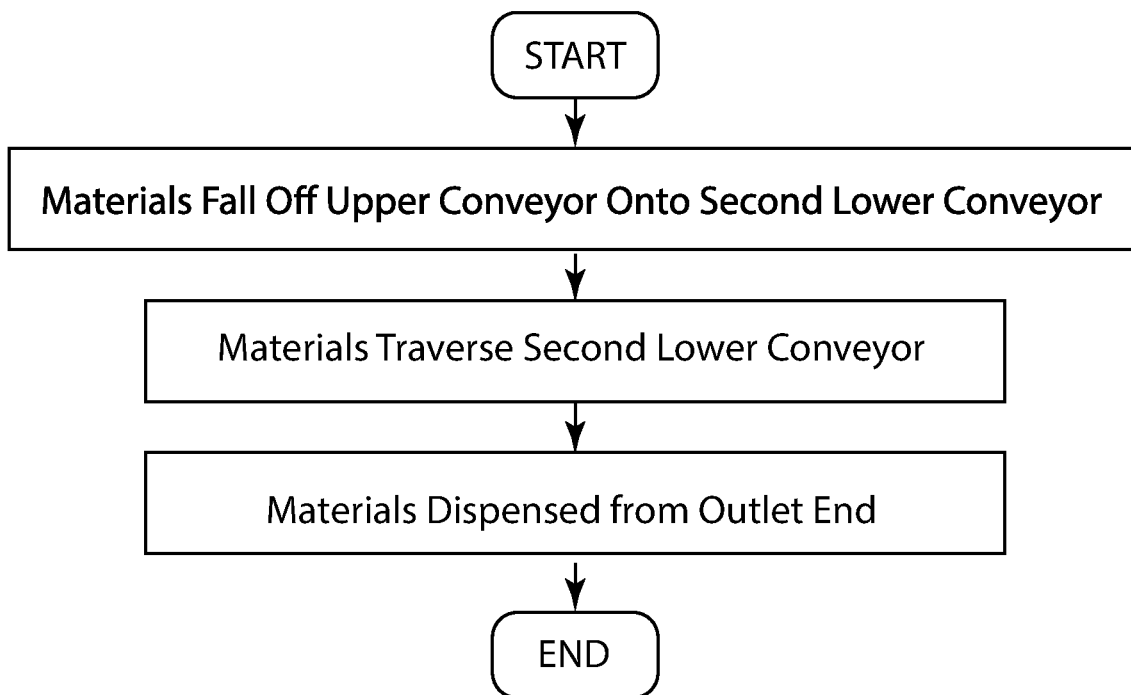 START
Materials Fall Off Upper Conveyor Onto Second Lower Conveyor
Materials Traverse Second Lower Conveyor
Materials Dispensed from Outlet End
END